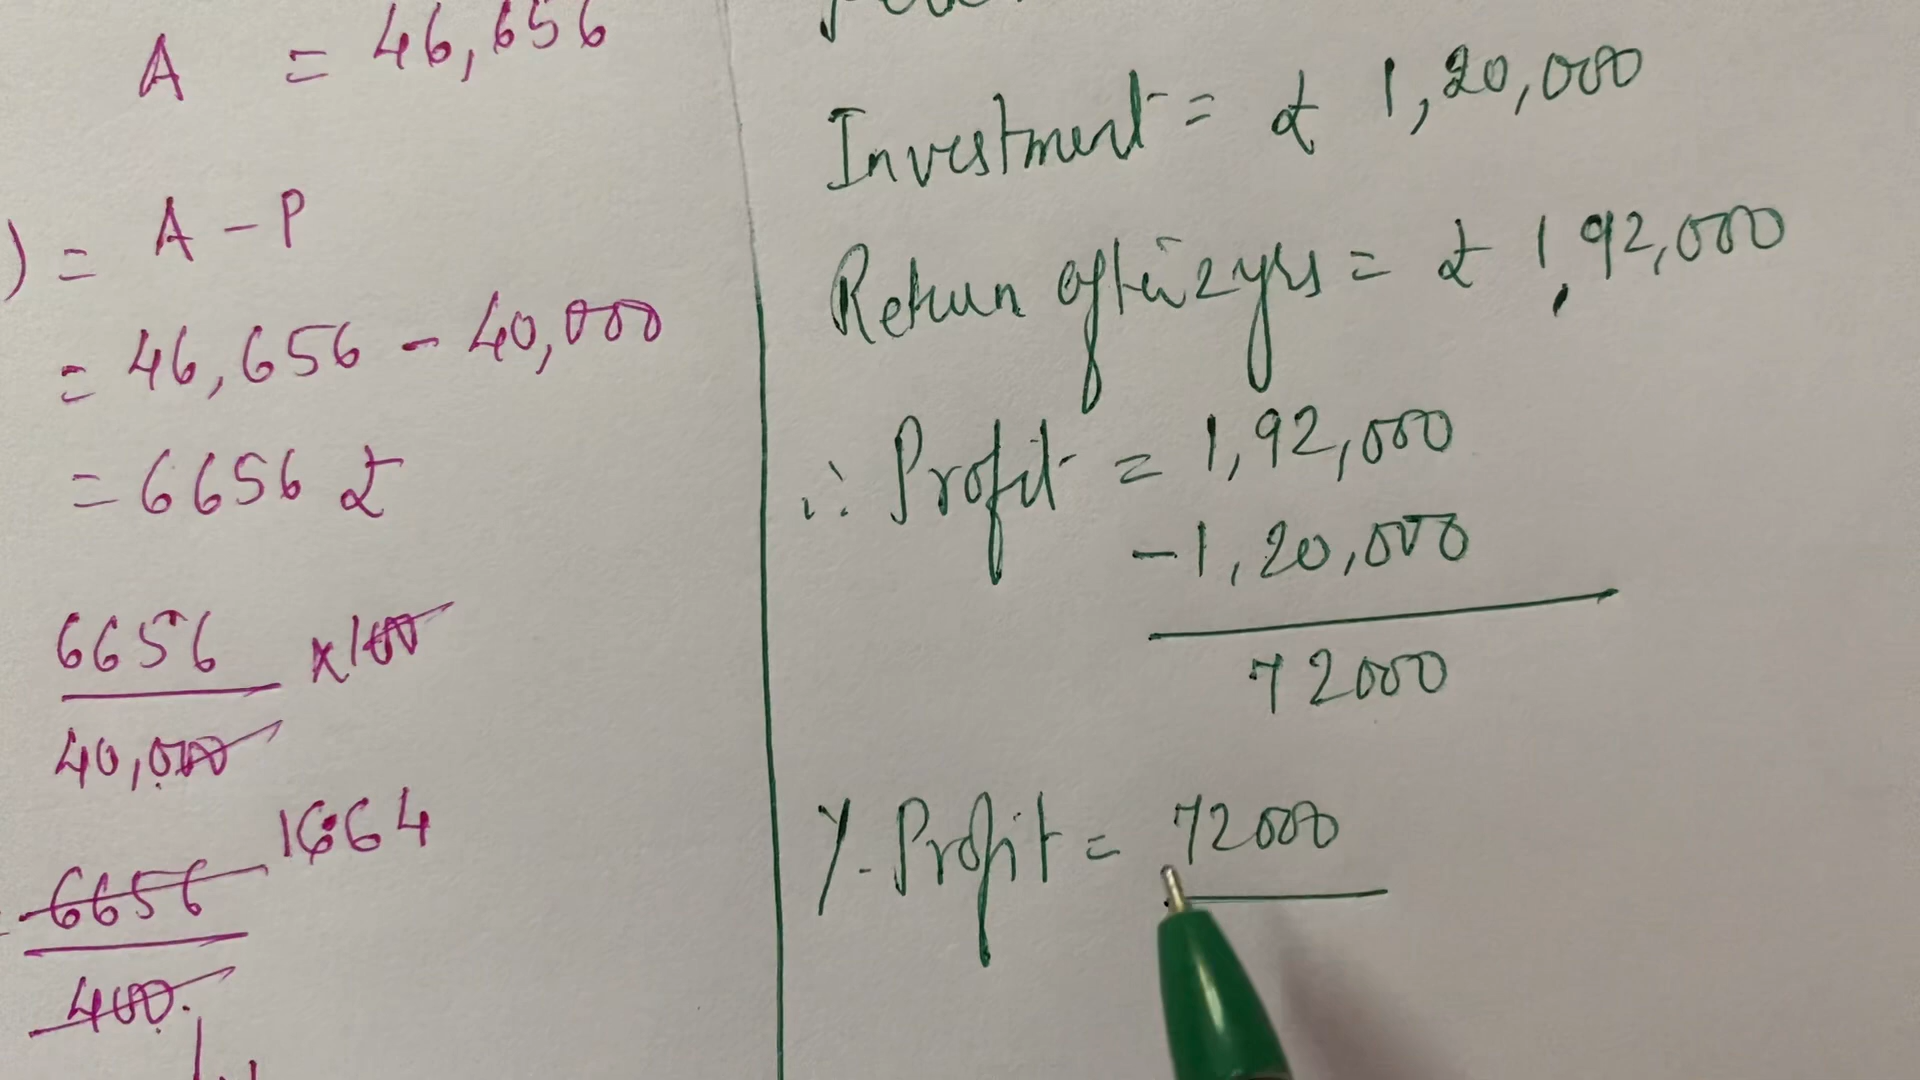 A = 46,656
) = A - P
= 46,656 - 40,000
= 6656 ₹
6656 x100
40,000
6656 1664
400
Investment = ₹ 1,20,000
Return after 2 yrs = ₹ 1,92,000
∴ Profit = 1,92,000
-1,20,000
72000
% Profit = 72000